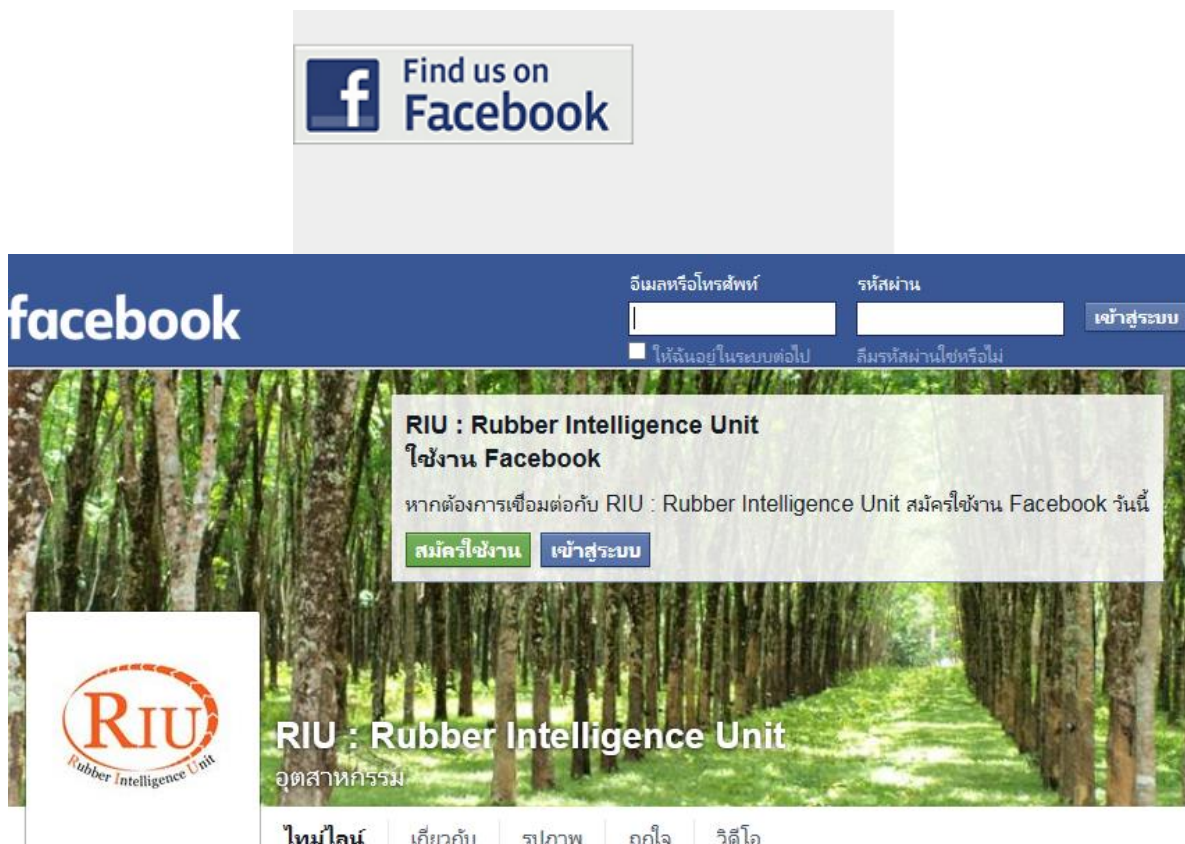 Find us on
Facebook
facebook
อีเมลหรือโทรศัพท์
รหัสผ่าน
เข้าสู่ระบบ
ให้ฉันอยู่ในระบบต่อไป
ลืมรหัสผ่านใช่หรือไม่
RIU : Rubber Intelligence Unit
ใช้งาน Facebook
หากต้องการเชื่อมต่อกับ RIU : Rubber Intelligence Unit สมัครใช้งาน Facebook วันนี้
สมัครใช้งาน เข้าสู่ระบบ
RIU
Rubber Intelligence Unit
RIU : Rubber Intelligence Unit
อุตสาหกรรม
ไทม์ไลน์ เกี่ยวกับ รูปภาพ ถูกใจ วิดีโอ